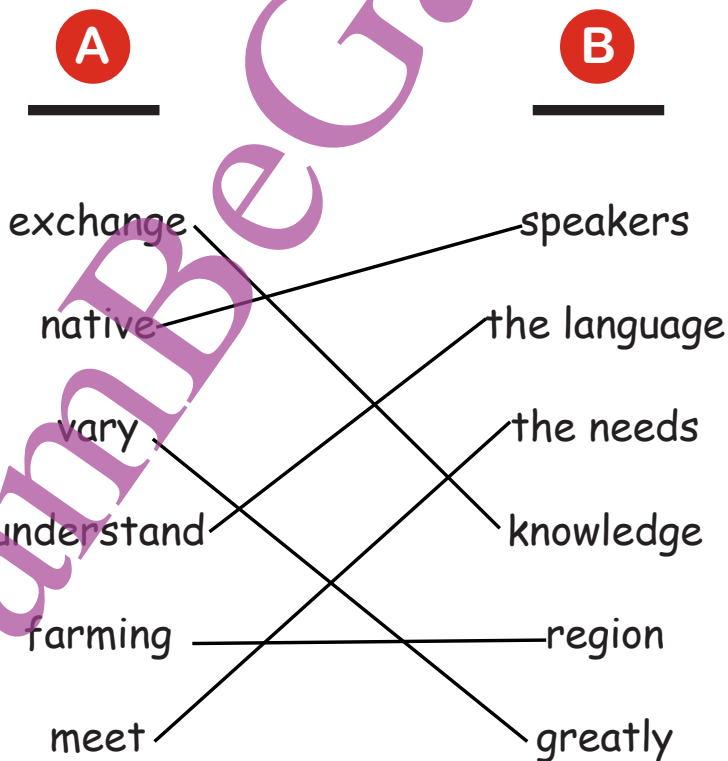 A B
exchange speakers
native the language
vary the needs
understand knowledge
farming region
meet greatly